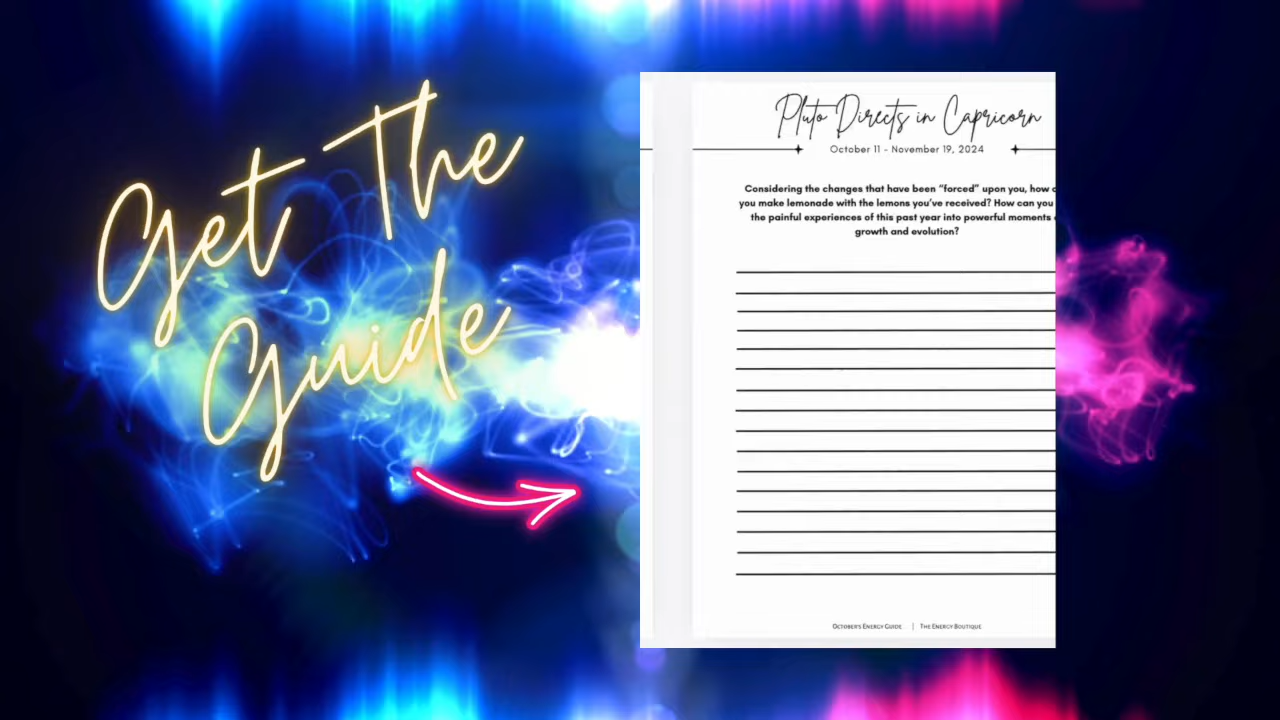 Get The
Guide
Pluto Directs in Capricorn
October 11 - November 19, 2024
Considering the changes that have been “forced” upon you, how
you make lemonade with the lemons you’ve received? How can you
the painful experiences of this past year into powerful moments
growth and evolution?
October's Energy Guide | The Energy Boutique